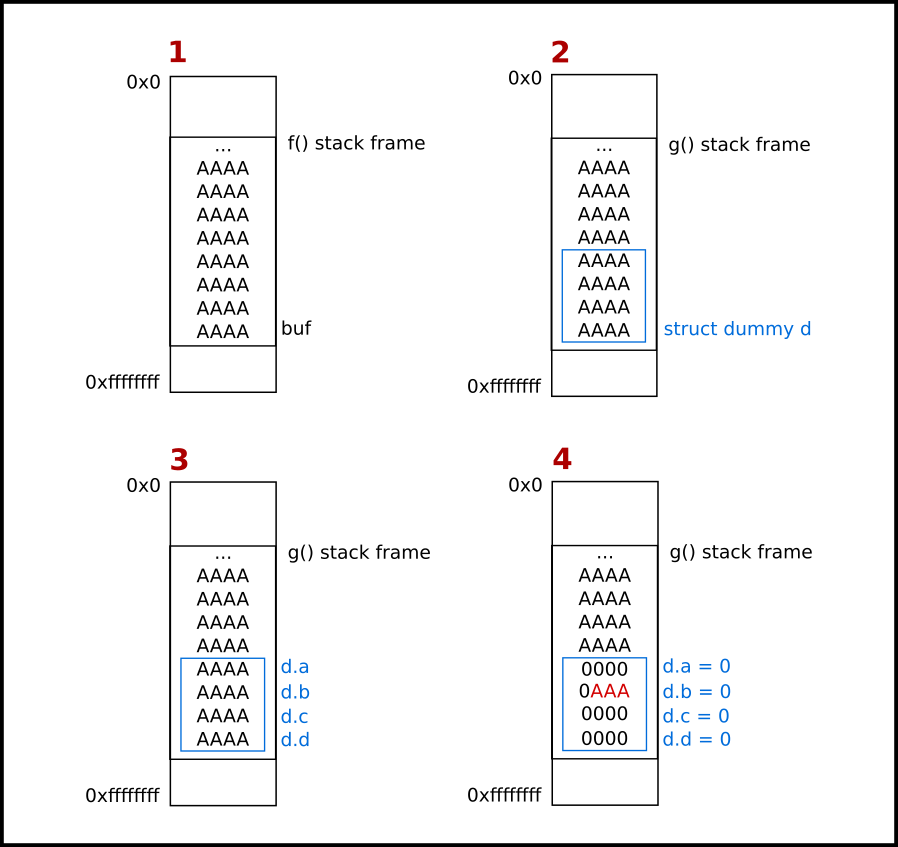 1
0x0
f() stack frame
...
AAAA
AAAA
AAAA
AAAA
AAAA
AAAA
AAAA
AAAA
buf
0xffffffff
2
0x0
g() stack frame
...
AAAA
AAAA
AAAA
AAAA
AAAA
AAAA
AAAA
AAAA
struct dummy d
0xffffffff
3
0x0
g() stack frame
...
AAAA
AAAA
AAAA
AAAA
AAAA d.a
AAAA d.b
AAAA d.c
AAAA d.d
0xffffffff
4
0x0
g() stack frame
...
AAAA
AAAA
AAAA
AAAA
0000 d.a = 0
0AAA d.b = 0
0000 d.c = 0
0000 d.d = 0
0xffffffff